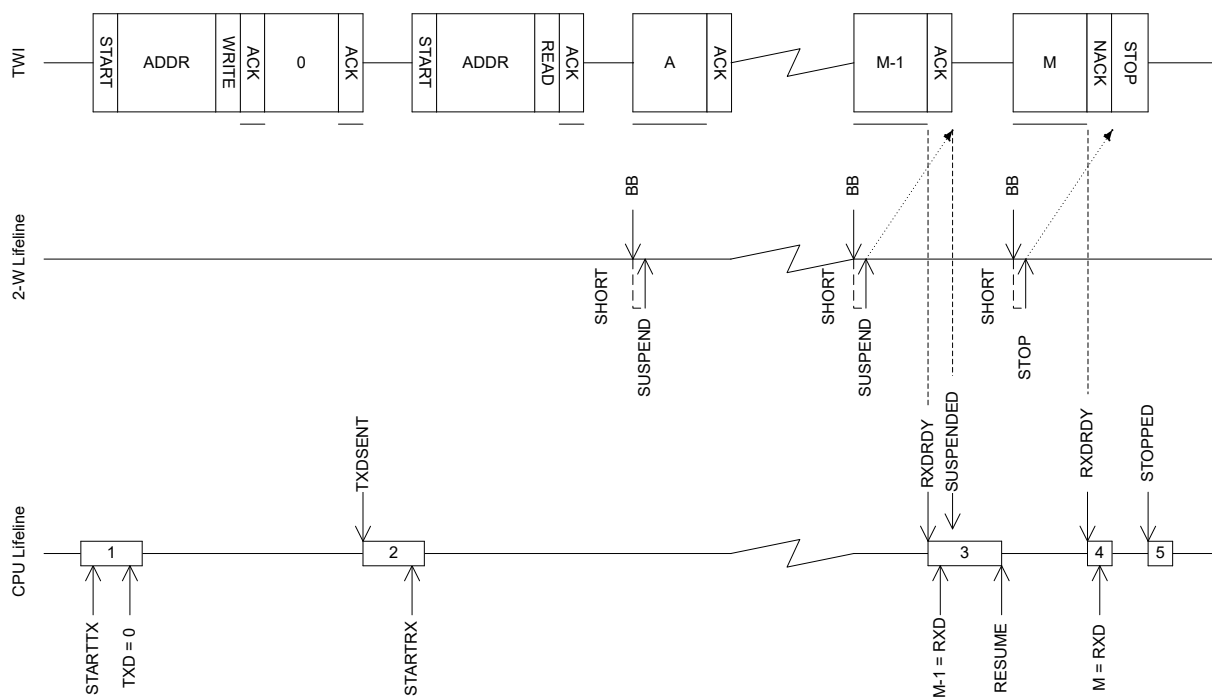 TWI
START
ADDR
WRITE
ACK
0
ACK
START
ADDR
READ
ACK
A
ACK
M-1
ACK
M
NACK
STOP
2-W Lifeline
BB
SHORT
SUSPEND
BB
SHORT
SUSPEND
BB
SHORT
STOP
CPU Lifeline
TXDSENT
RXDRDY
SUSPENDED
RXDRDY
STOPPED
1
2
3
4
5
STARTTX
TXD = 0
STARTRX
M-1 = RXD
RESUME
M = RXD